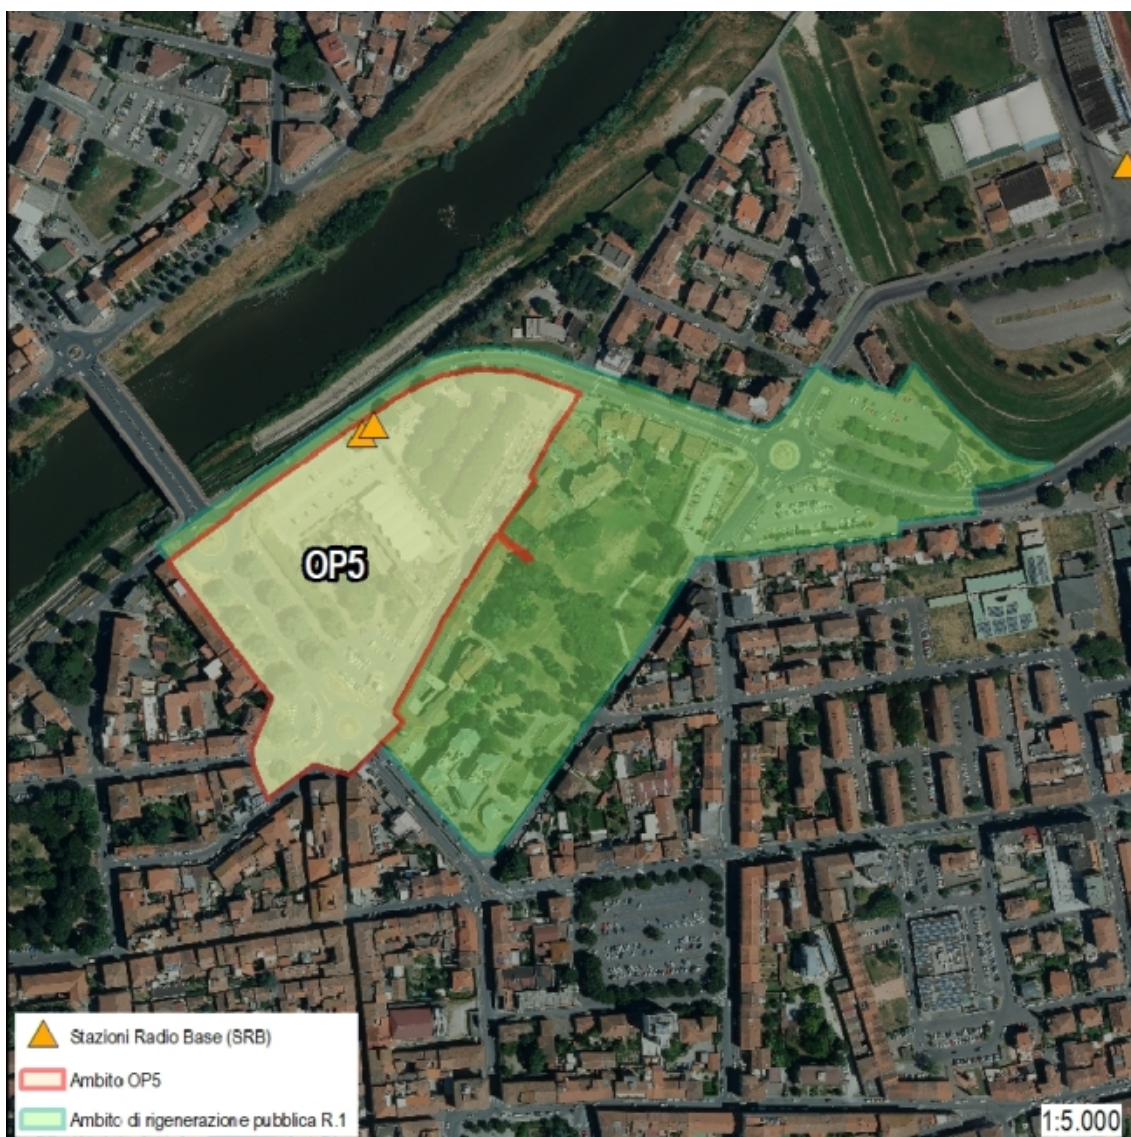 OP5
Stazioni Radio Base (SRB)
Ambito OP5
Ambito di rigenerazione pubblica R.1
1:5.000